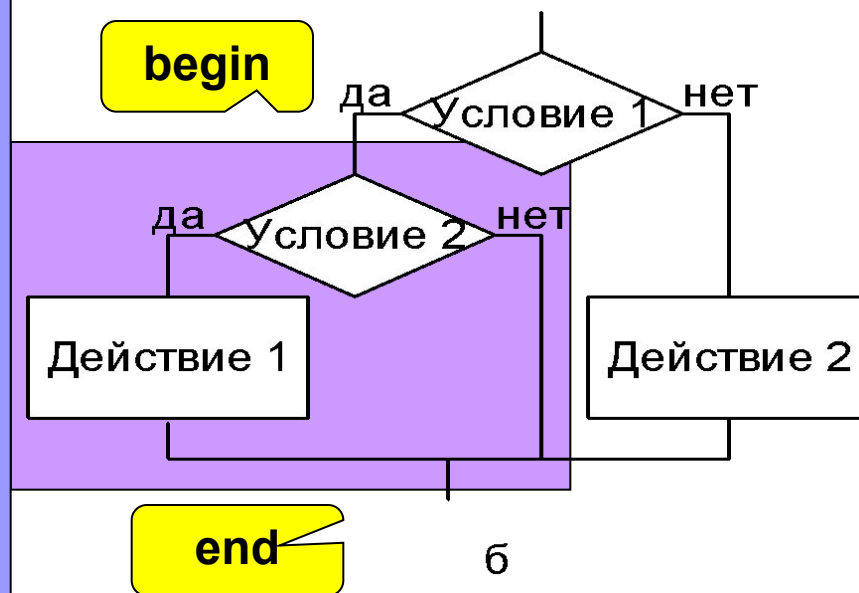 begin
да
Условие 1
нет
да
Условие 2
нет
Действие 1
Действие 2
end
б